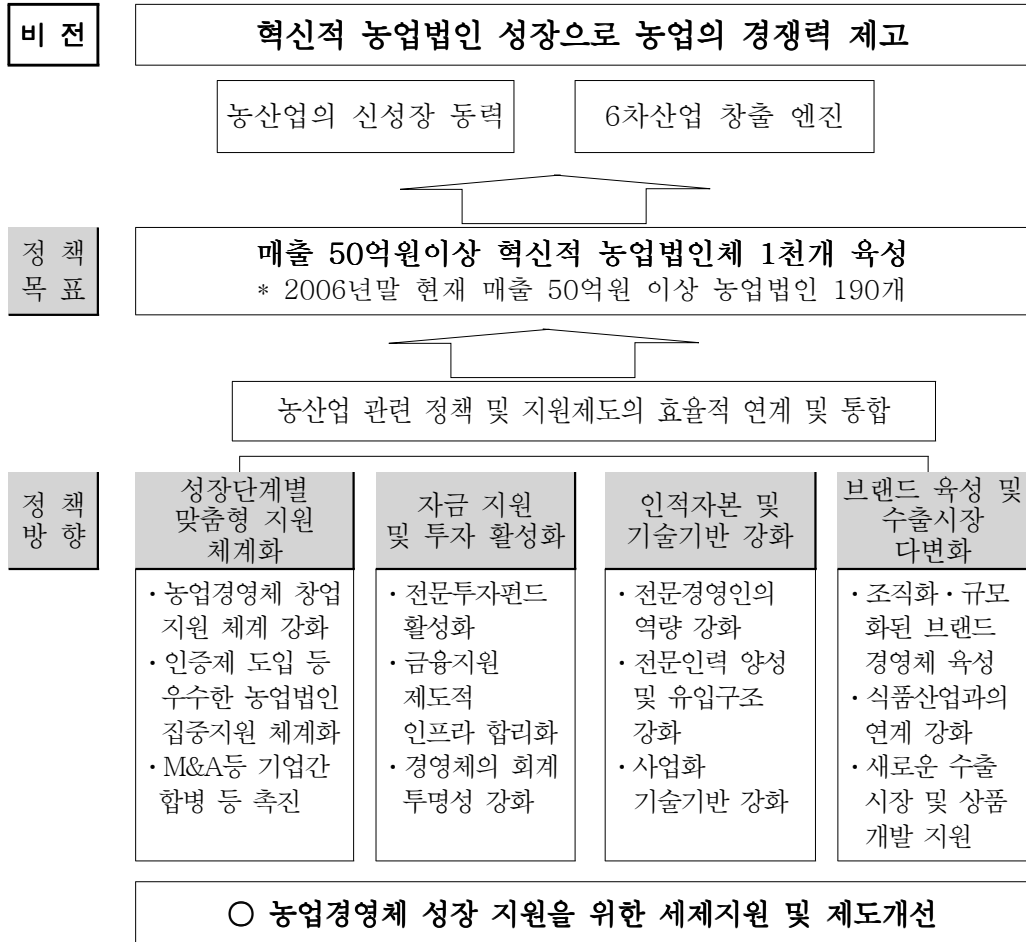 비 전
혁신적 농업법인 성장으로 농업의 경쟁력 제고
농산업의 신성장 동력
6차산업 창출 엔진
정 책
목 표
매출 50억원이상 혁신적 농업법인체 1천개 육성
* 2006년말 현재 매출 50억원 이상 농업법인 190개
농산업 관련 정책 및 지원제도의 효율적 연계 및 통합
정 책
방 향
성장단계별
맞춤형 지원
체계화
· 농업경영체 창업
지원 체계 강화
· 인증제 도입 등
우수한 농업법인
집중지원 체계화
· M&A등 기업간
합병 등 촉진
자금 지원
및 투자 활성화
· 전문투자펀드
활성화
· 금융지원
제도적
인프라 합리화
· 경영체의 회계
투명성 강화
인적자본 및
기술기반 강화
· 전문경영인의
역량 강화
· 전문인력 양성
및 유입구조
강화
· 사업화
기술기반 강화
브랜드 육성 및
수출시장
다변화
· 조직화·규모
화된 브랜드
경영체 육성
· 식품산업과의
연계 강화
· 새로운 수출
시장 및 상품
개발 지원
○ 농업경영체 성장 지원을 위한 세제지원 및 제도개선